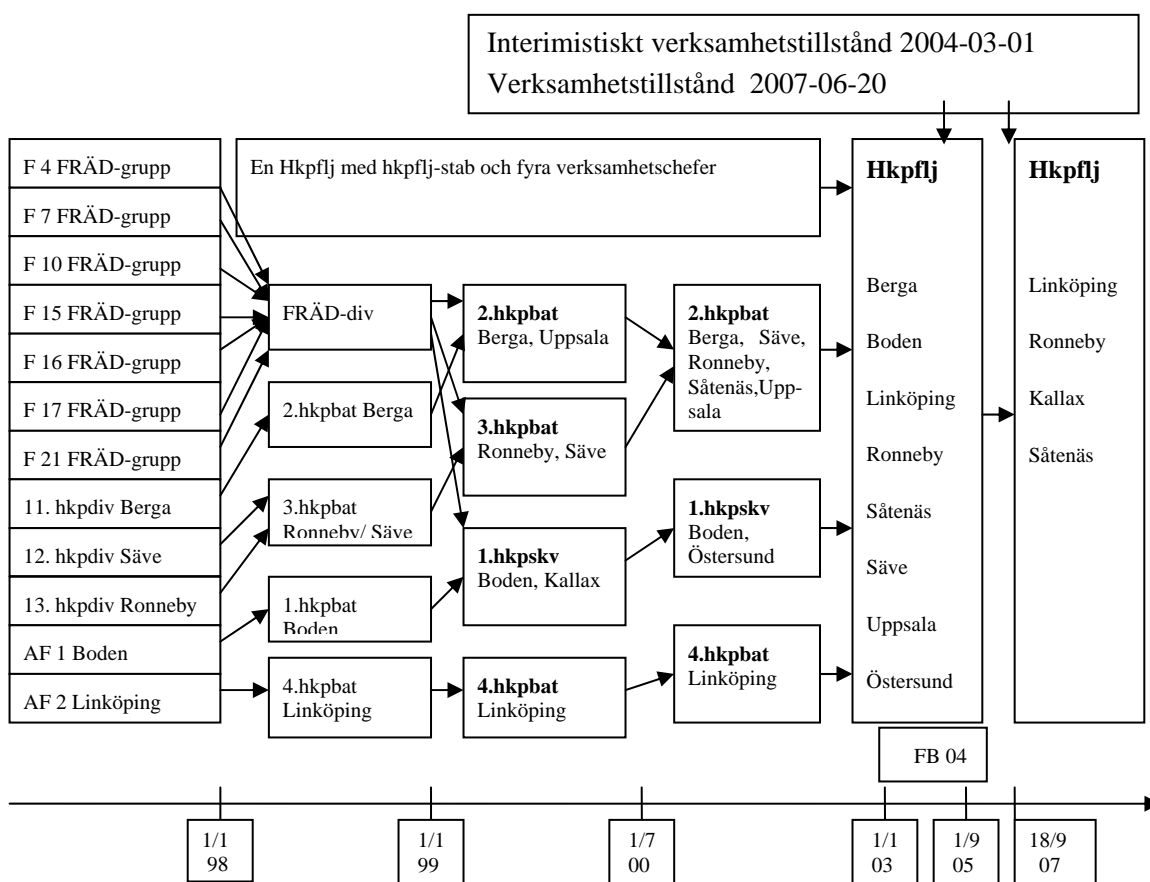 Interimistiskt verksamhetstillstånd 2004-03-01
Verksamhetstillstånd 2007-06-20
F 4 FRÄD-grupp
F 7 FRÄD-grupp
F 10 FRÄD-grupp
F 15 FRÄD-grupp
F 16 FRÄD-grupp
F 17 FRÄD-grupp
F 21 FRÄD-grupp
11. hkpdiv Berga
12. hkpdiv Säve
13. hkpdiv Ronneby
AF 1 Boden
AF 2 Linköping
En Hkpflj med hkpflj-stab och fyra verksamhetschefer
FRÄD-div
2.hkpbat Berga
3.hkpbat
Ronneby/ Säve
1.hkpbat
Boden
4.hkpbat
Linköping
2.hkpbat
Berga, Uppsala
3.hkpbat
Ronneby, Säve
1.hkpskv
Boden, Kallax
4.hkpbat
Linköping
2.hkpbat
Berga, Säve,
Ronneby,
Såtenäs,Upp-
sala
1.hkpskv
Boden,
Östersund
4.hkpbat
Linköping
Hkpflj
Berga
Boden
Linköping
Ronneby
Såtenäs
Säve
Uppsala
Östersund
Hkpflj
Linköping
Ronneby
Kallax
Såtenäs
FB 04
1/1
98
1/1
99
1/7
00
1/1
03
1/9
05
18/9
07